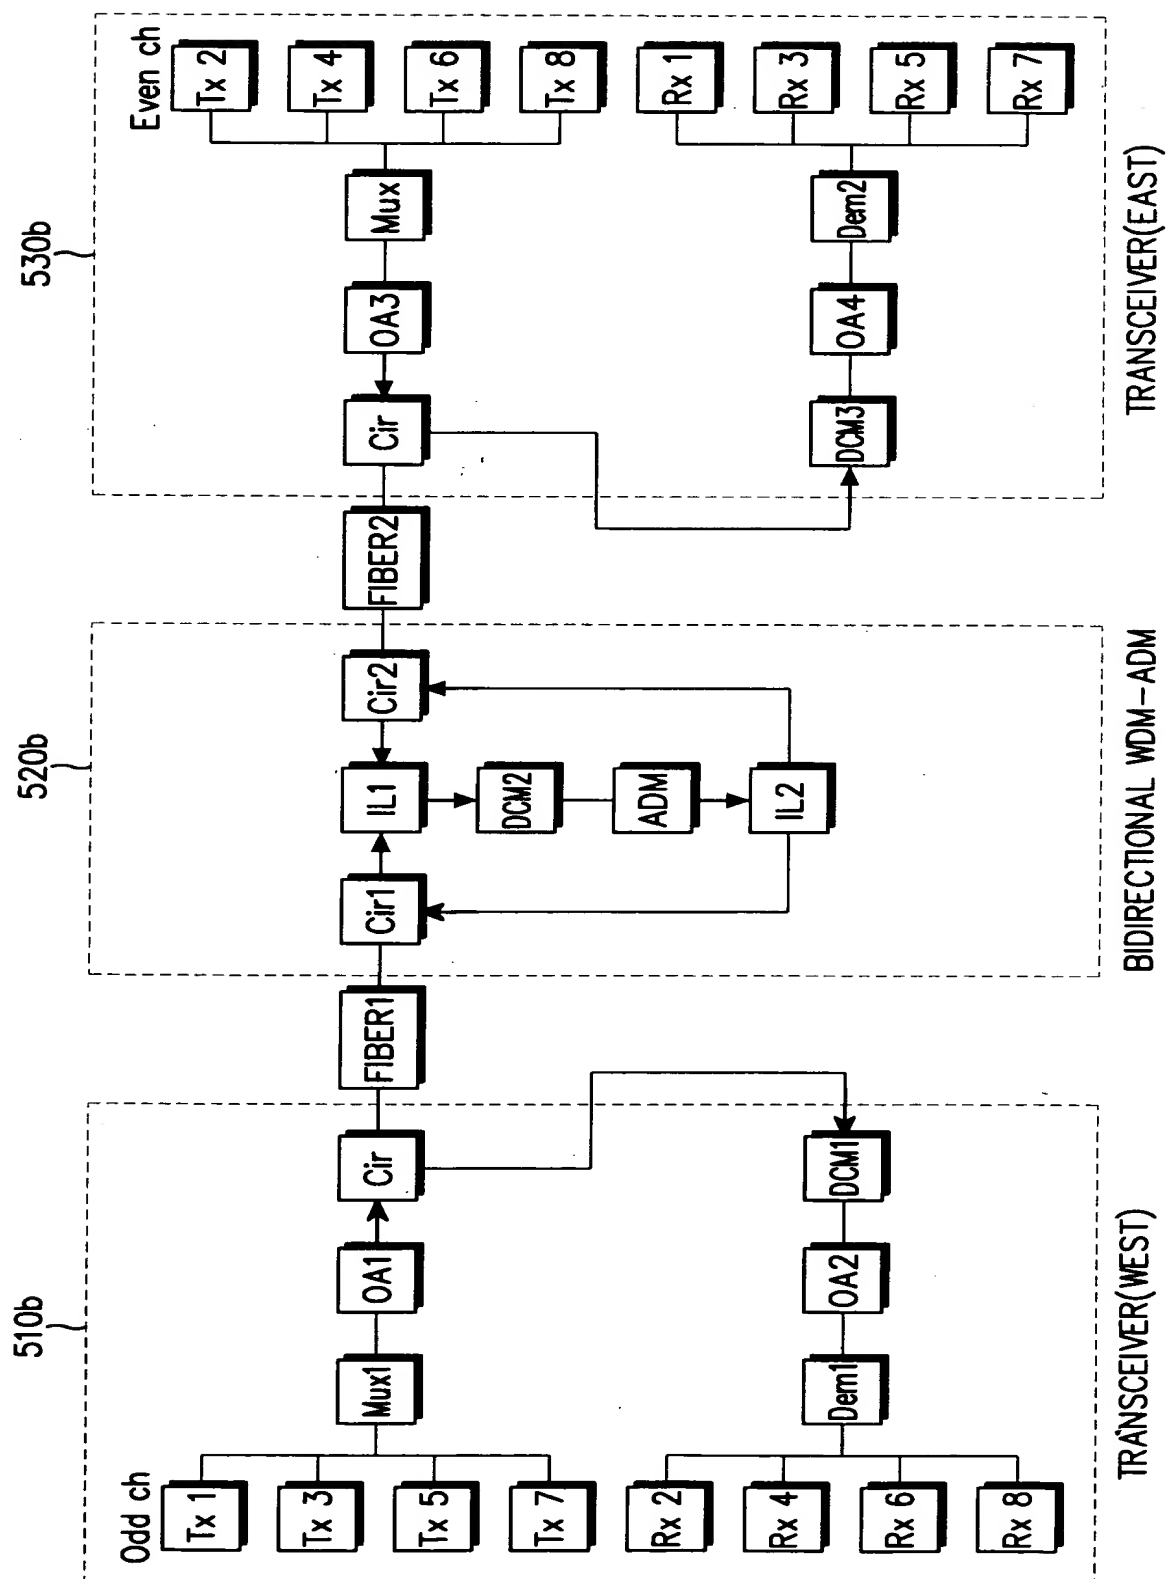 510b
520b
530b
Odd ch
Even ch
Tx 1
Tx 3
Tx 5
Tx 7
Mux1
OA1
Cir
FIBER1
Cir1
IL1
Cir2
FIBER2
Cir
OA3
Mux
Tx 2
Tx 4
Tx 6
Tx 8
DCM2
ADM
IL2
Rx 2
Rx 4
Rx 6
Rx 8
Dem1
OA2
DCM1
DCM3
OA4
Dem2
Rx 1
Rx 3
Rx 5
Rx 7
TRANSCEIVER(WEST)
BIDIRECTIONAL WDM-ADM
TRANSCEIVER(EAST)